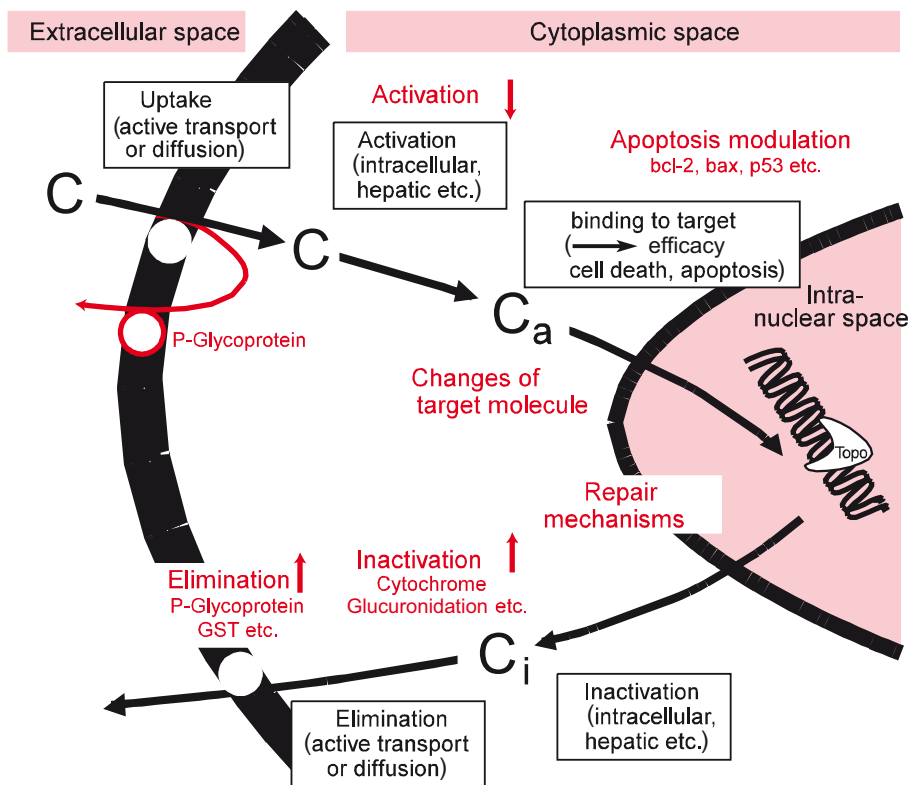 Extracellular space
Cytoplasmic space
Uptake
(active transport
or diffusion)
Activation
Activation
(intracellular,
hepatic etc.)
Apoptosis modulation
bcl-2, bax, p53 etc.
binding to target
( efficacy
cell death, apoptosis)
C
C
Ca
Intra-
nuclear space
P-Glycoprotein
Changes of
target molecule
Topo
Repair
mechanisms
Elimination
P-Glycoprotein
GST etc.
Inactivation
Cytochrome
Glucuronidation etc.
Ci
Inactivation
(intracellular,
hepatic etc.)
Elimination
(active transport
or diffusion)